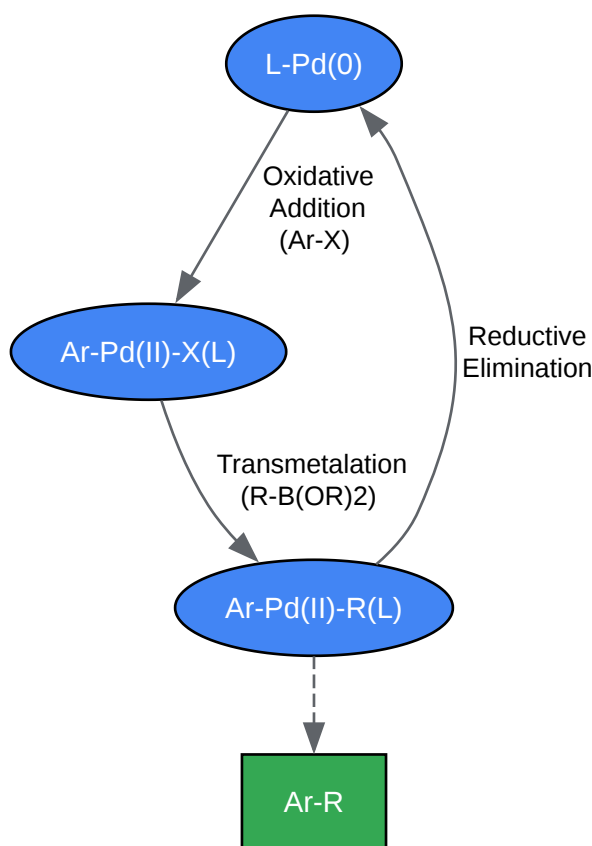 L-Pd(0)
Oxidative
Addition
(Ar-X)
Ar-Pd(II)-X(L)
Reductive
Elimination
Transmetalation
(R-B(OR)2)
Ar-Pd(II)-R(L)
Ar-R